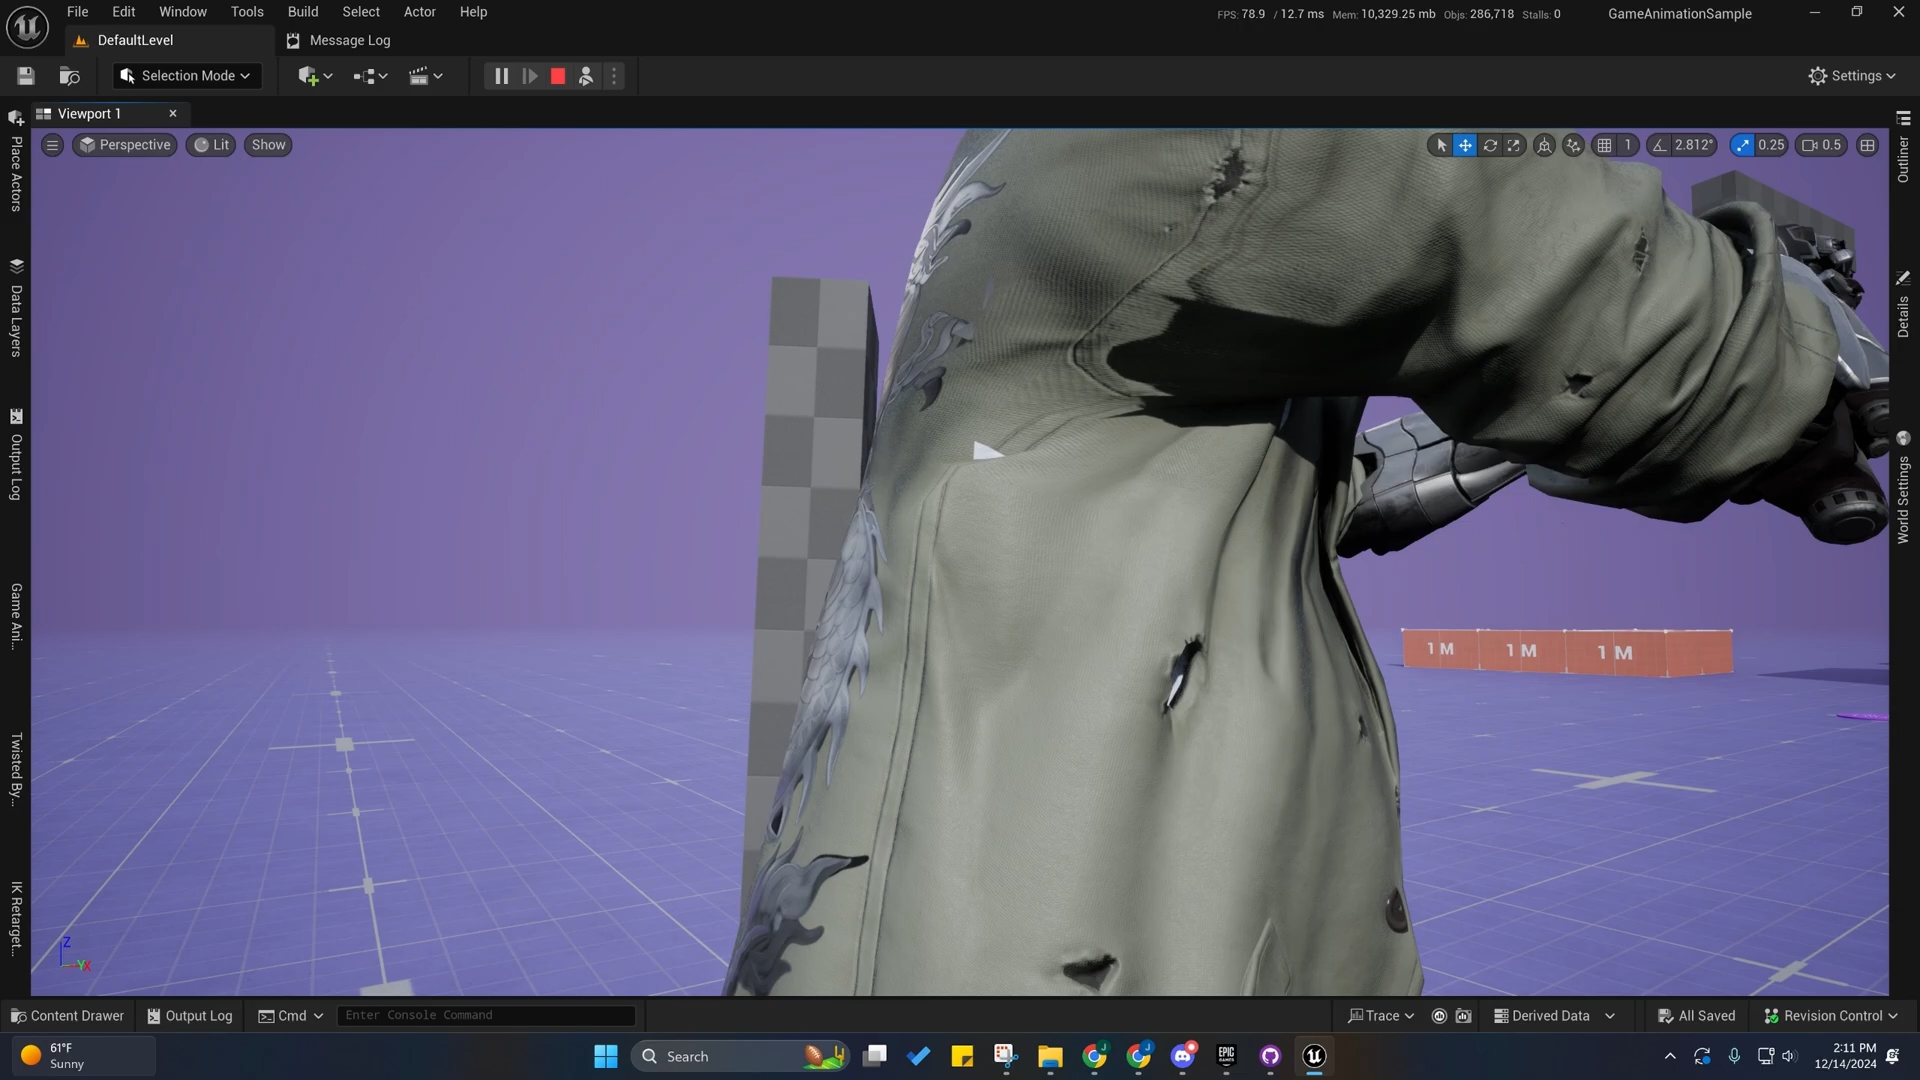 File Edit Window Tools Build Select Actor Help
FPS: 78.9 / 12.7 ms Mem: 10,329.25 mb Objs: 286,718 Stalls: 0
GameAnimationSample
DefaultLevel
Message Log
Selection Mode
Settings
Viewport 1
Perspective
Lit
Show
1
2.812°
0.25
0.5
Place Actors
Data Layers
Output Log
Game Ani...
Twisted By...
IK Retarget...
Outliner
Details
World Settings
1 M 1 M 1 M
Z
Y X
Content Drawer
Output Log
Cmd
Enter Console Command
Trace
Derived Data
All Saved
Revision Control
61°F
Sunny
Search
J
J
EPIC
GAMES
2:11 PM
12/14/2024